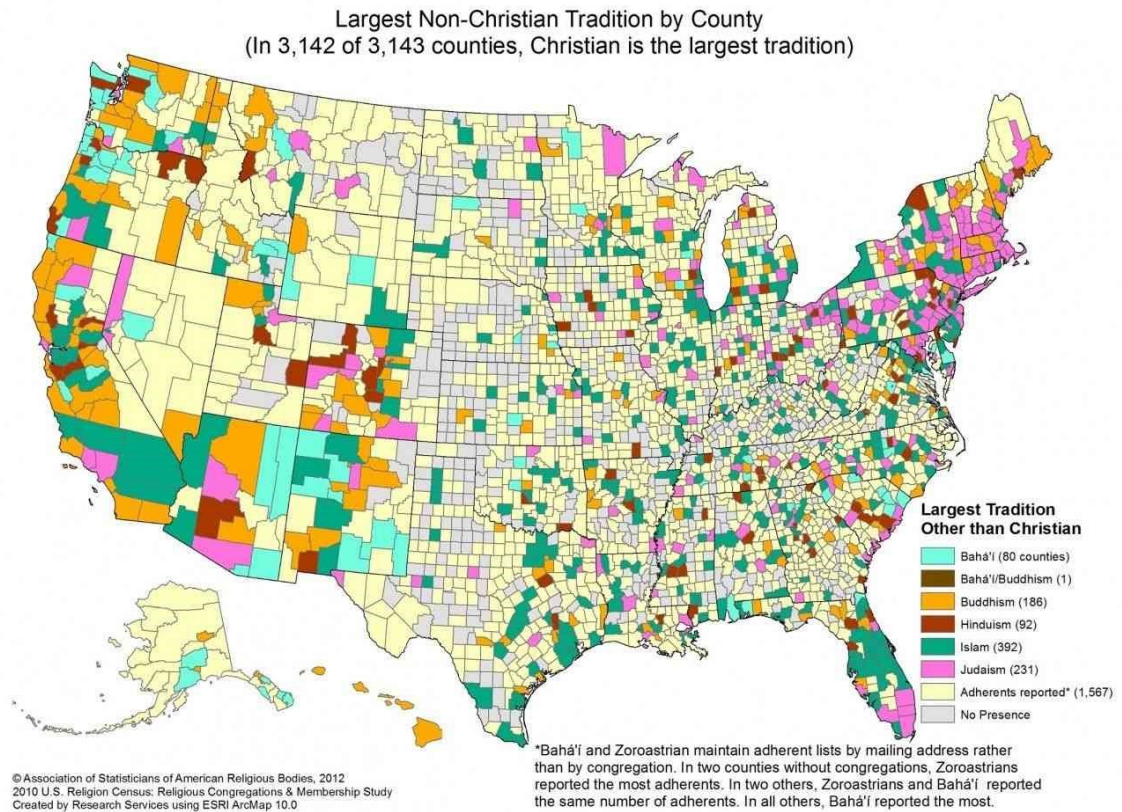 Largest Non-Christian Tradition by County
(In 3,142 of 3,143 counties, Christian is the largest tradition)
Largest Tradition
Other than Christian
Bahá'í (80 counties)
Bahá'í/Buddhism (1)
Buddhism (186)
Hinduism (92)
Islam (392)
Judaism (231)
Adherents reported* (1,567)
No Presence
*Bahá'í and Zoroastrian maintain adherent lists by mailing address rather
than by congregation. In two counties without congregations, Zoroastrians
reported the most adherents. In two others, Zoroastrians and Bahá'í reported
the same number of adherents. In all others, Bahá'í reported the most.
© Association of Statisticians of American Religious Bodies, 2012
2010 U.S. Religion Census: Religious Congregations & Membership Study
Created by Research Services using ESRI ArcMap 10.0